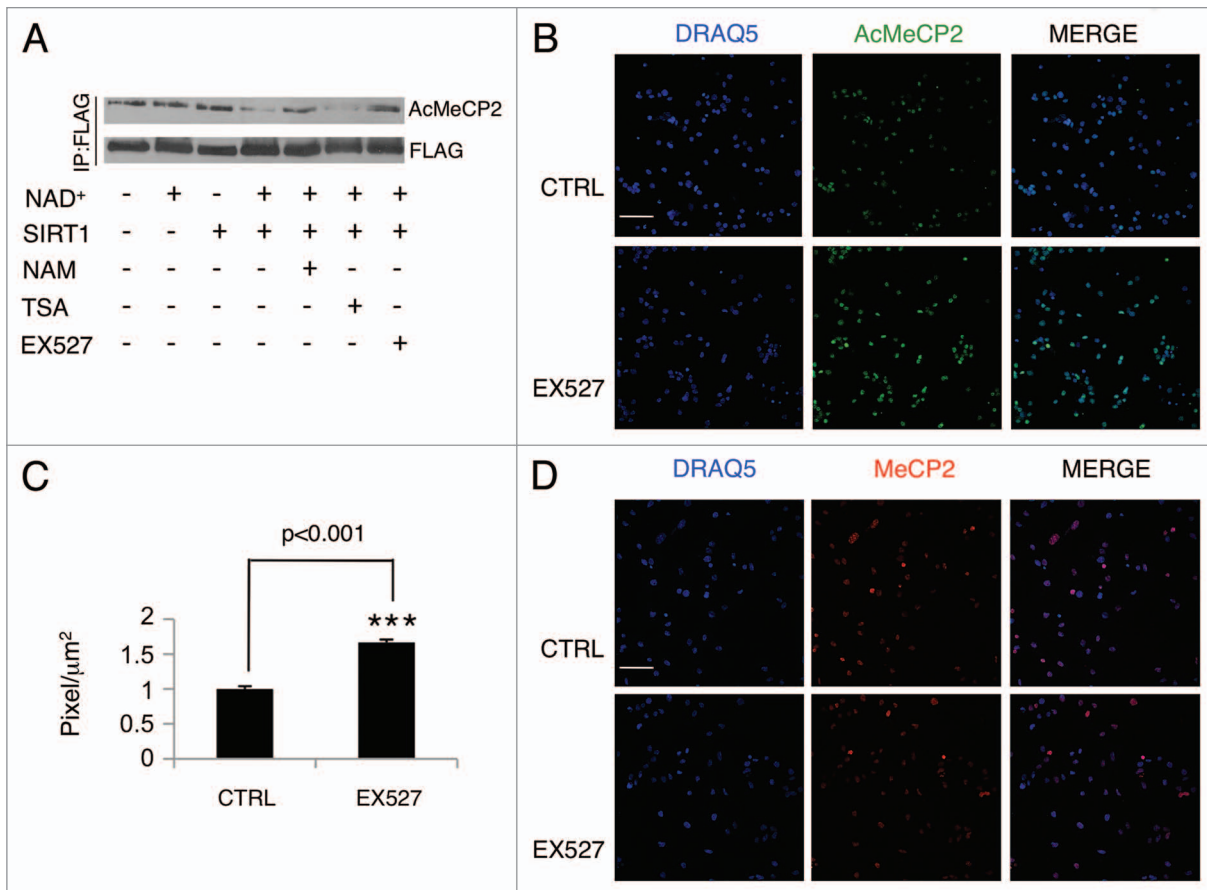 A
IP:FLAG
AcMeCP2
FLAG
NAD+ - + - + + + +
SIRT1 - - + + + + +
NAM - - - - + - -
TSA - - - - - + -
EX527 - - - - - - +
B
DRAQ5 AcMeCP2 MERGE
CTRL
EX527
C
p<0.001
***
Pixel/μm²
2
1.5
1
0.5
0
CTRL EX527
D
DRAQ5 MeCP2 MERGE
CTRL
EX527